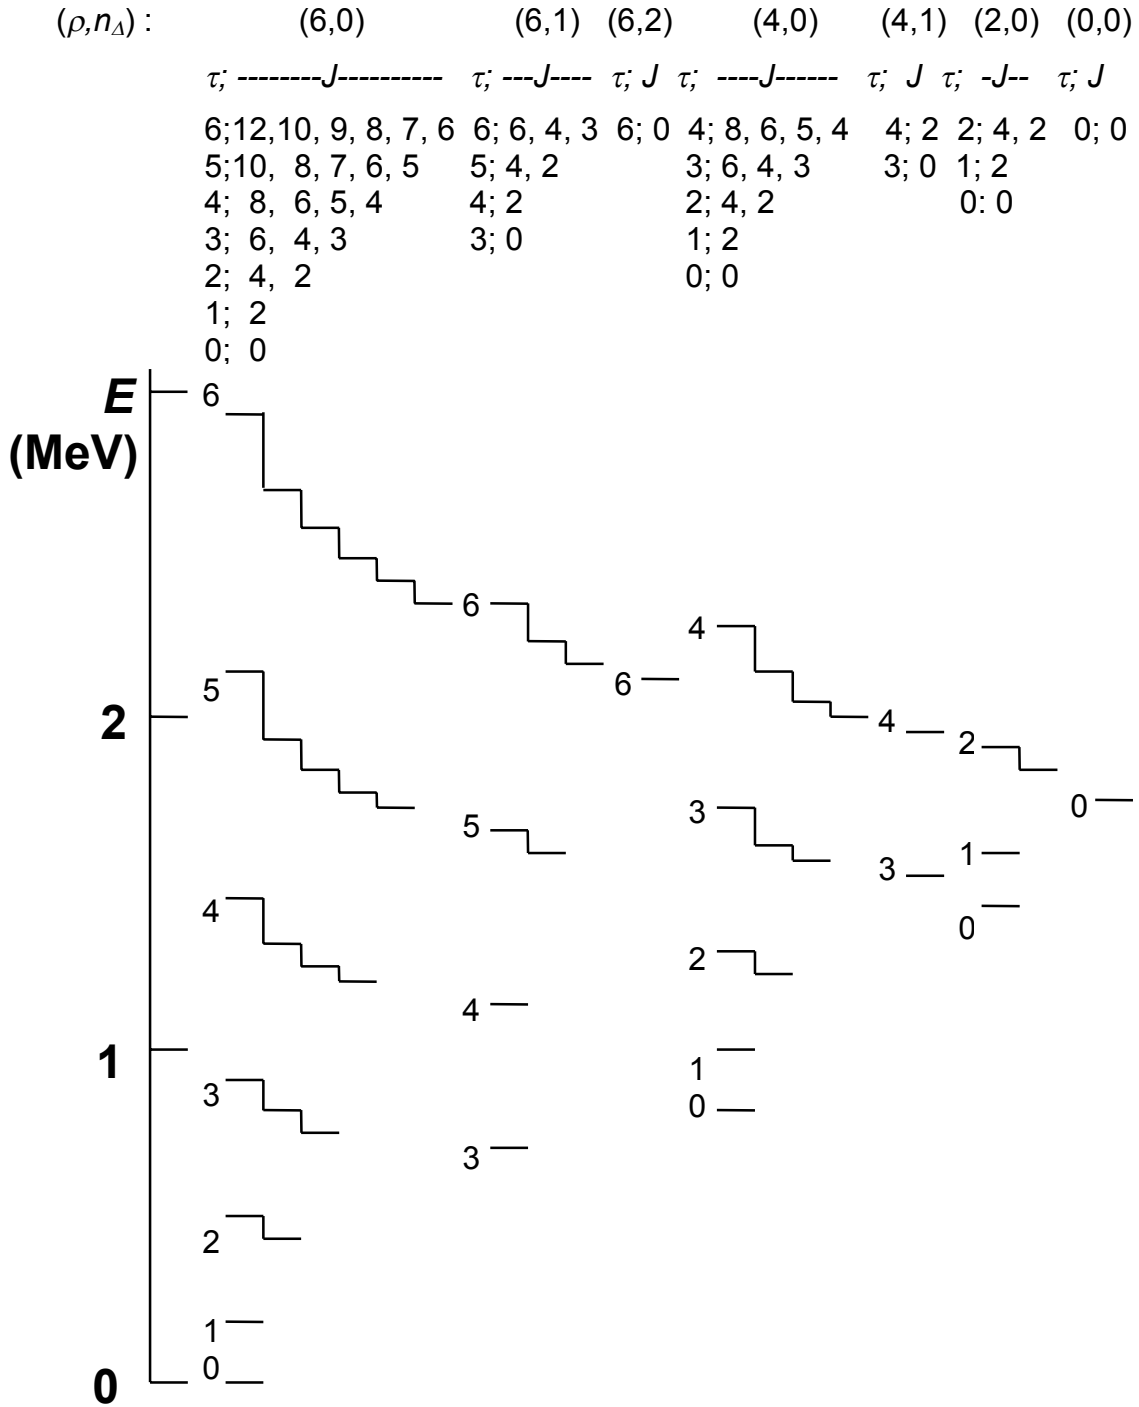 (ρ,n_Δ) : (6,0) (6,1) (6,2) (4,0) (4,1) (2,0) (0,0)
τ; --------J---------- τ; ---J---- τ; J τ; ----J------ τ; J τ; -J-- τ; J
6;12,10, 9, 8, 7, 6 6; 6, 4, 3 6; 0 4; 8, 6, 5, 4 4; 2 2; 4, 2 0; 0
5;10, 8, 7, 6, 5 5; 4, 2 3; 6, 4, 3 3; 0 1; 2
4; 8, 6, 5, 4 4; 2 2; 4, 2 0: 0
3; 6, 4, 3 3; 0 1; 2
2; 4, 2 0; 0
1; 2
0; 0
E 6
(MeV)
6 4
6
5 2 4 2
0
5 3 1
3
4 0
2
4
1 1
3 0
3
2
1
0
0